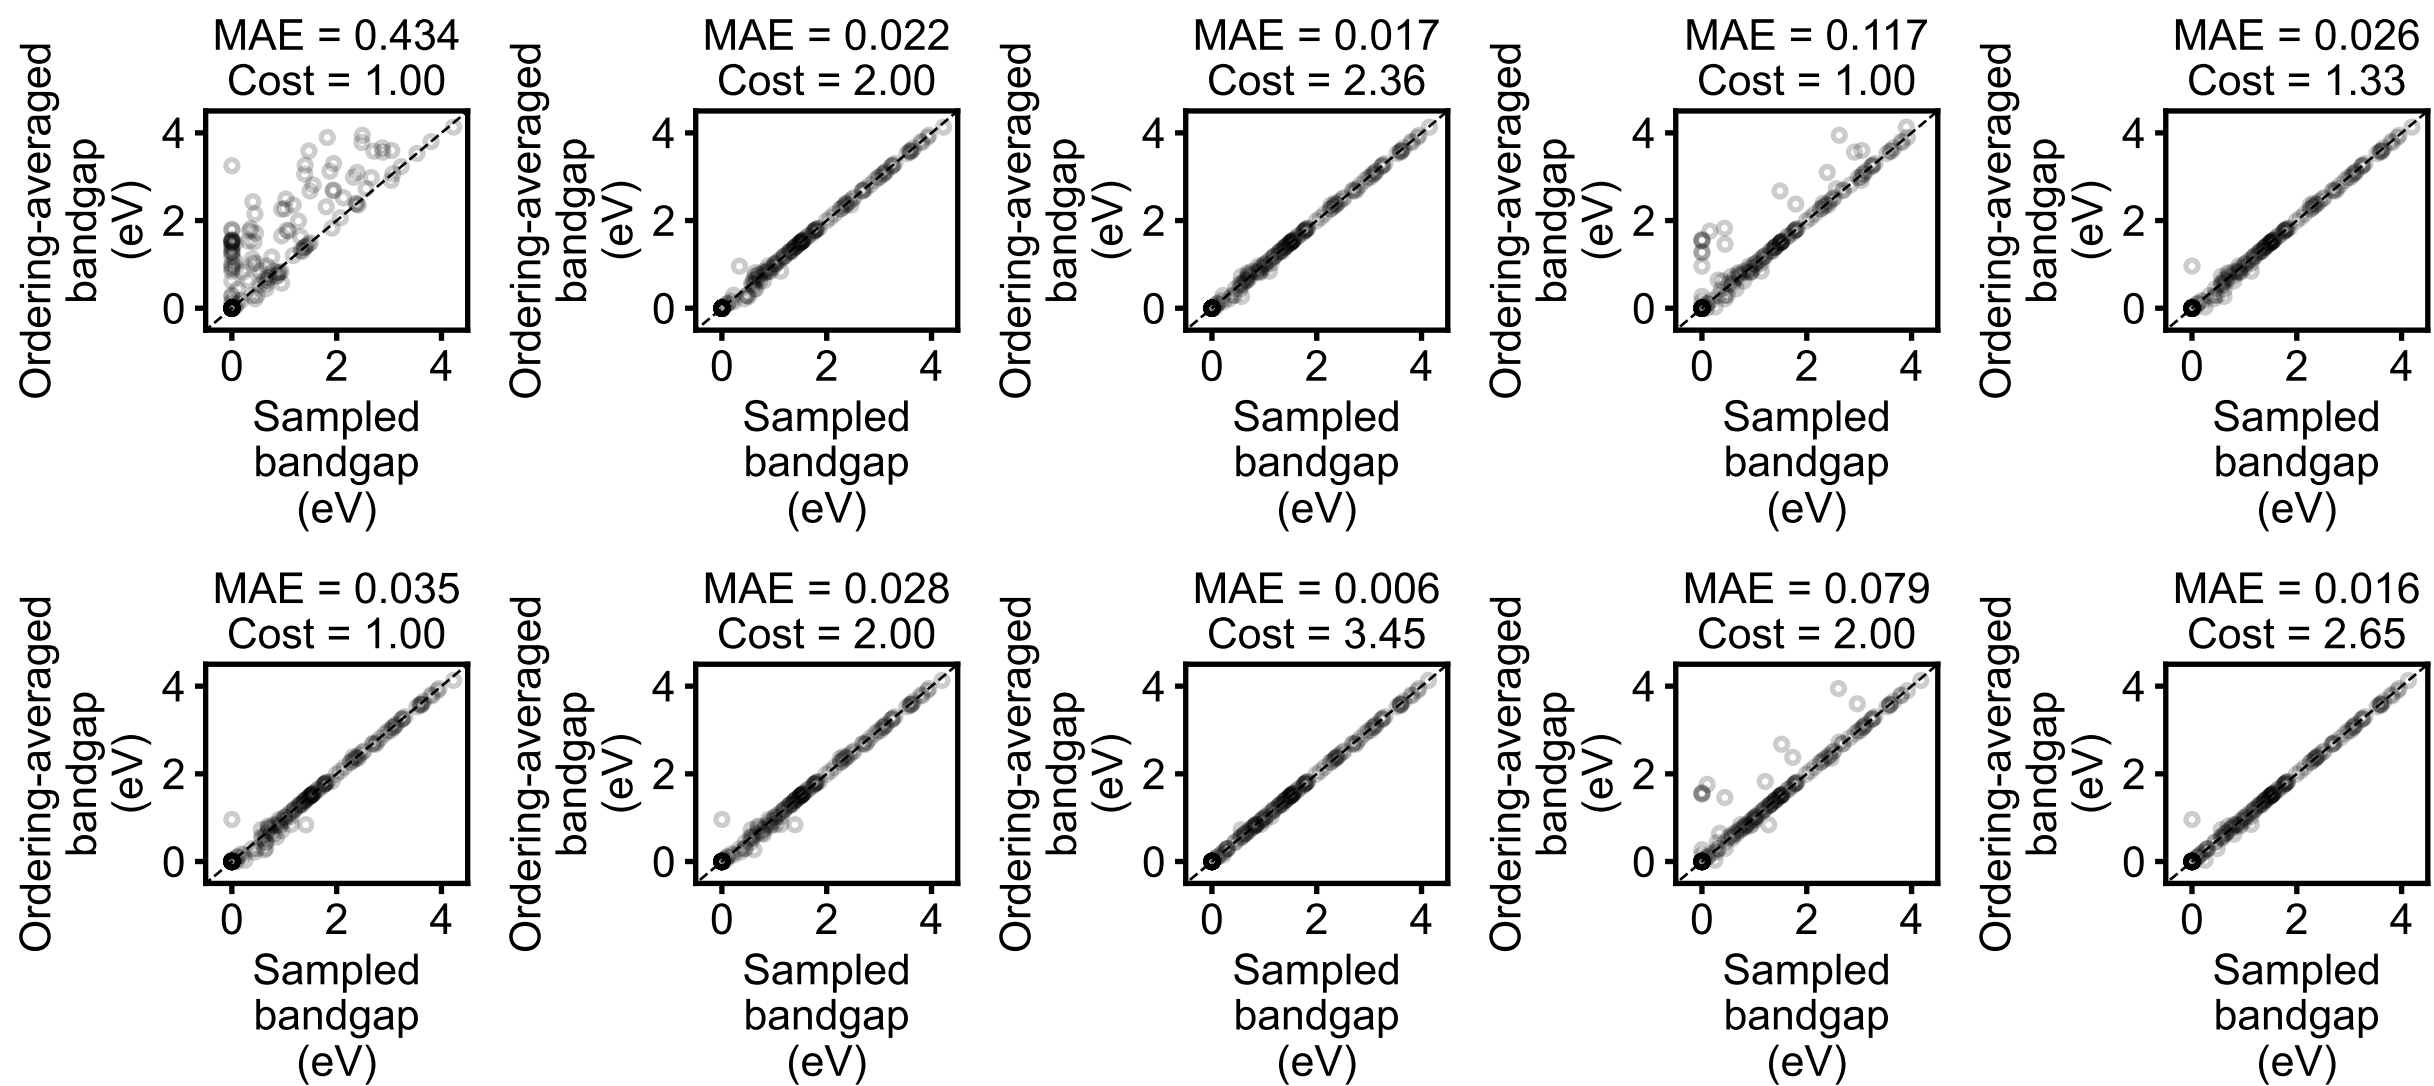 MAE = 0.434
Cost = 1.00
Ordering-averaged
bandgap
(eV)
4
2
0
0 2 4
Sampled
bandgap
(eV)
MAE = 0.022
Cost = 2.00
Ordering-averaged
bandgap
(eV)
4
2
0
0 2 4
Sampled
bandgap
(eV)
MAE = 0.017
Cost = 2.36
Ordering-averaged
bandgap
(eV)
4
2
0
0 2 4
Sampled
bandgap
(eV)
MAE = 0.117
Cost = 1.00
Ordering-averaged
bandgap
(eV)
4
2
0
0 2 4
Sampled
bandgap
(eV)
MAE = 0.026
Cost = 1.33
Ordering-averaged
bandgap
(eV)
4
2
0
0 2 4
Sampled
bandgap
(eV)
MAE = 0.035
Cost = 1.00
Ordering-averaged
bandgap
(eV)
4
2
0
0 2 4
Sampled
bandgap
(eV)
MAE = 0.028
Cost = 2.00
Ordering-averaged
bandgap
(eV)
4
2
0
0 2 4
Sampled
bandgap
(eV)
MAE = 0.006
Cost = 3.45
Ordering-averaged
bandgap
(eV)
4
2
0
0 2 4
Sampled
bandgap
(eV)
MAE = 0.079
Cost = 2.00
Ordering-averaged
bandgap
(eV)
4
2
0
0 2 4
Sampled
bandgap
(eV)
MAE = 0.016
Cost = 2.65
Ordering-averaged
bandgap
(eV)
4
2
0
0 2 4
Sampled
bandgap
(eV)